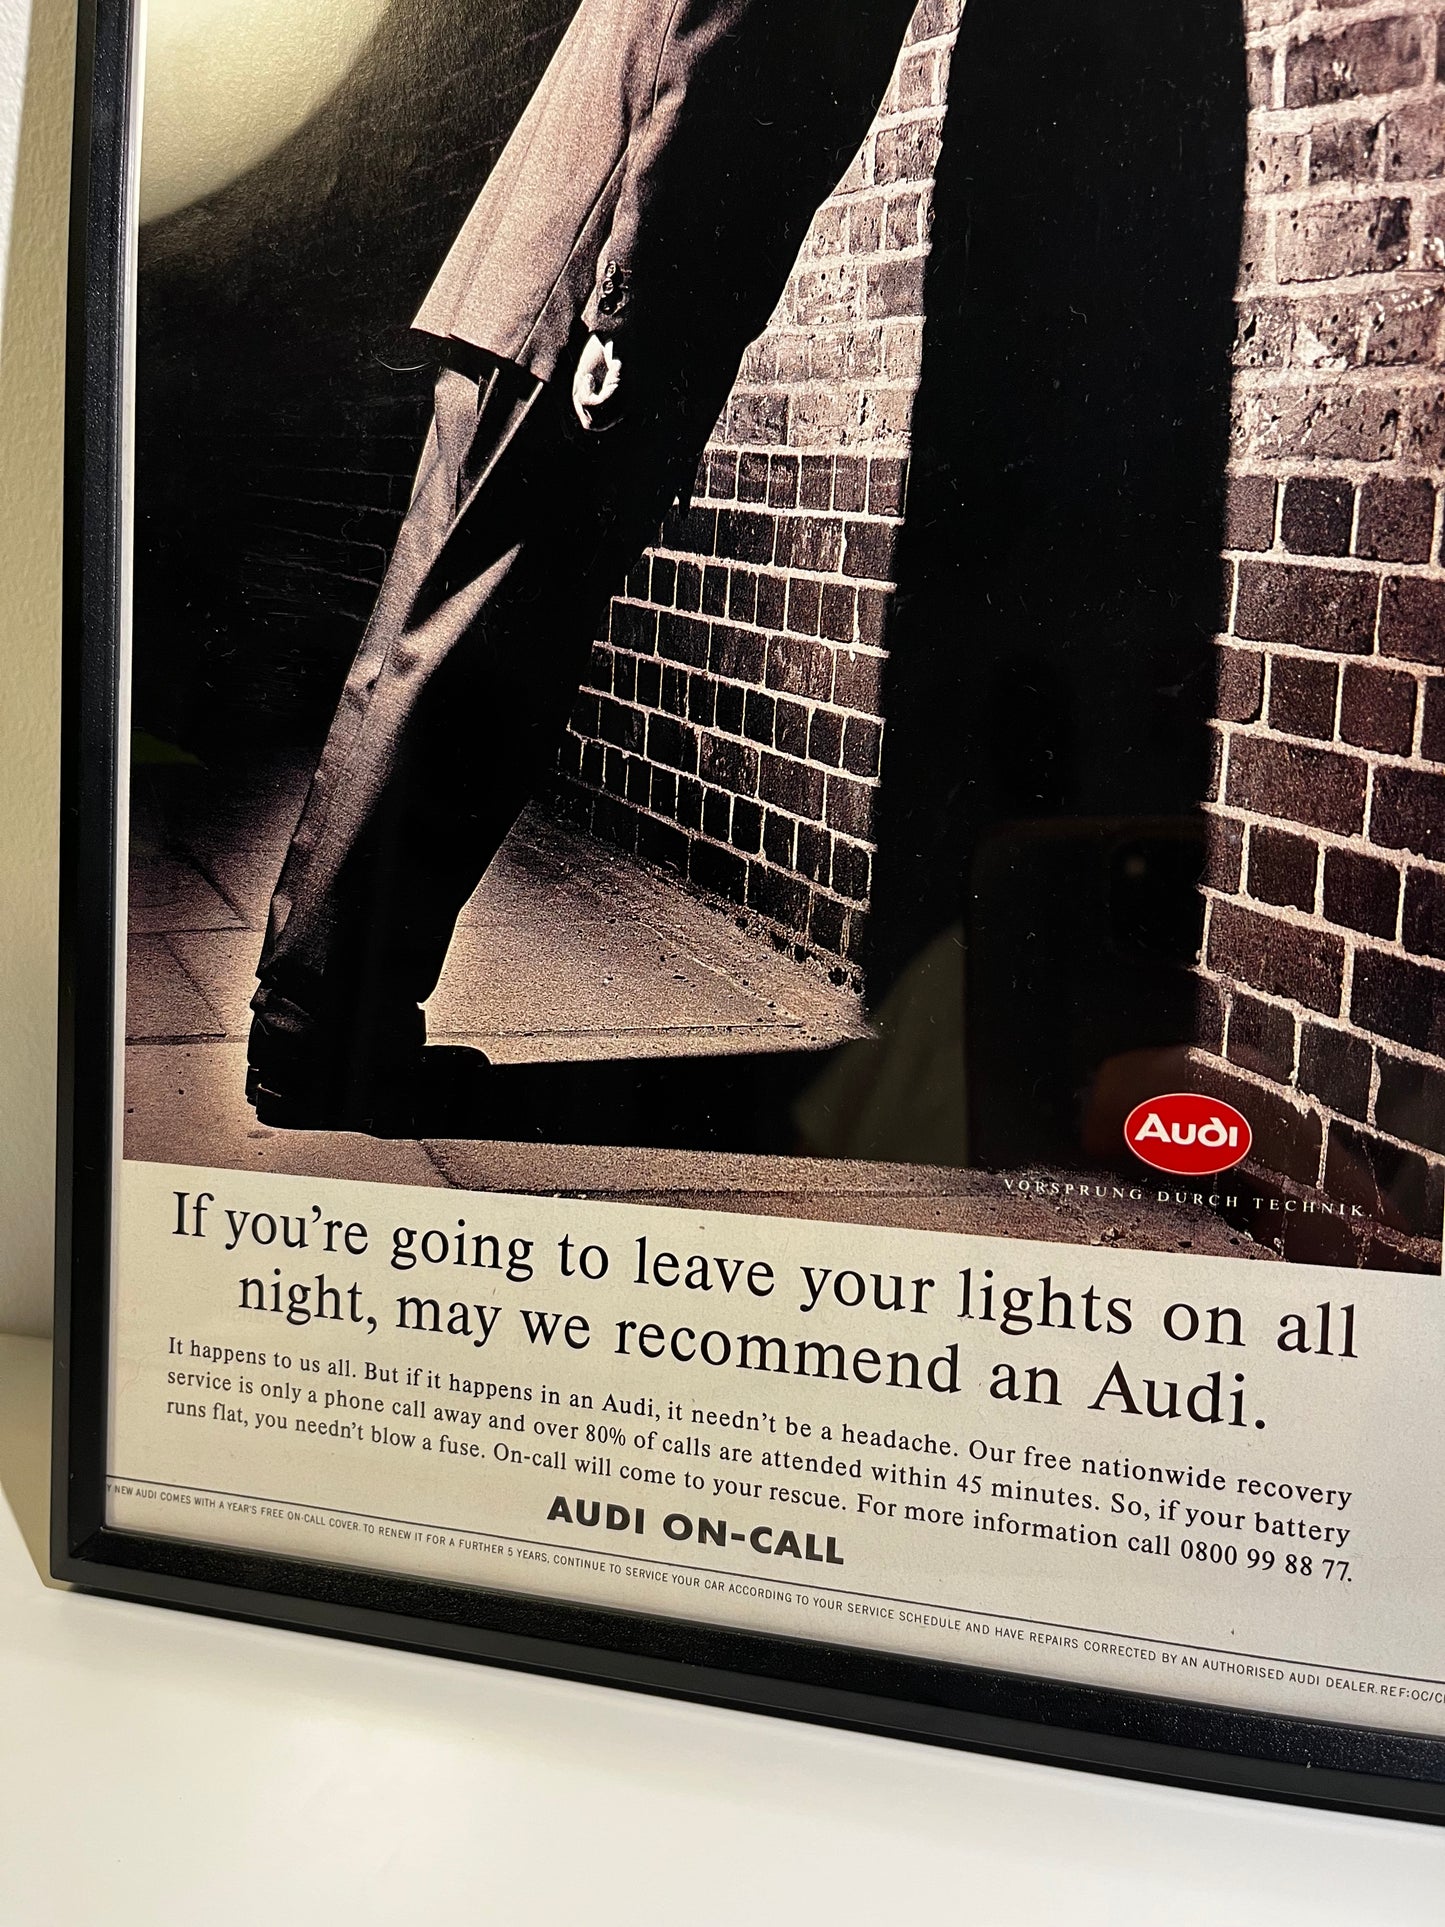 Audi
VORSPRUNG DURCH TECHNIK.
If you're going to leave your lights on all
night, may we recommend an Audi.
It happens to us all. But if it happens in an Audi, it needn't be a headache. Our free nationwide recovery
service is only a phone call away and over 80% of calls are attended within 45 minutes. So, if your battery
runs flat, you needn't blow a fuse. On-call will come to your rescue. For more information call 0800 99 88 77.
AUDI ON-CALL
Y NEW AUDI COMES WITH A YEAR'S FREE ON-CALL COVER. TO RENEW IT FOR A FURTHER 5 YEARS, CONTINUE TO SERVICE YOUR CAR ACCORDING TO YOUR SERVICE SCHEDULE AND HAVE REPAIRS CORRECTED BY AN AUTHORISED AUDI DEALER. REF:OC/C